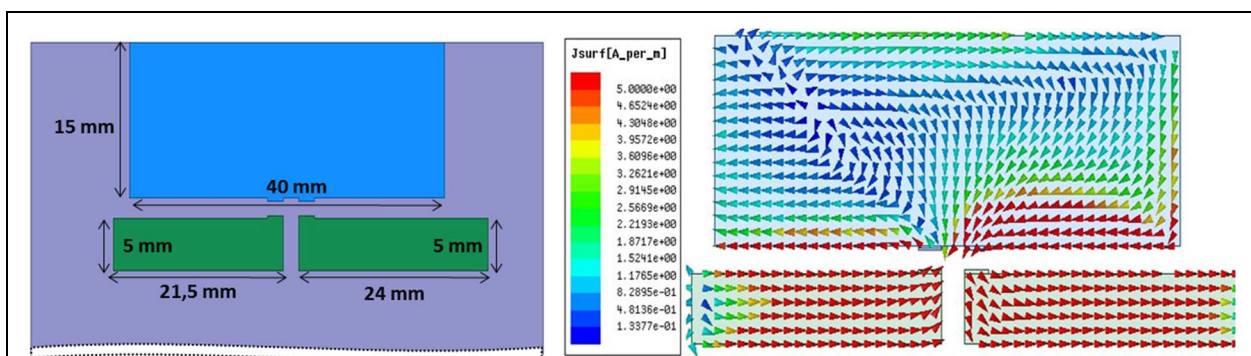 15 mm
40 mm
5 mm
5 mm
21,5 mm
24 mm
Jsurf[A_per_m]
5.0000e+00
4.6524e+00
4.3048e+00
3.9572e+00
3.6096e+00
3.2621e+00
2.9145e+00
2.5669e+00
2.2193e+00
1.8717e+00
1.5241e+00
1.1765e+00
8.2895e-01
4.8136e-01
1.3377e-01